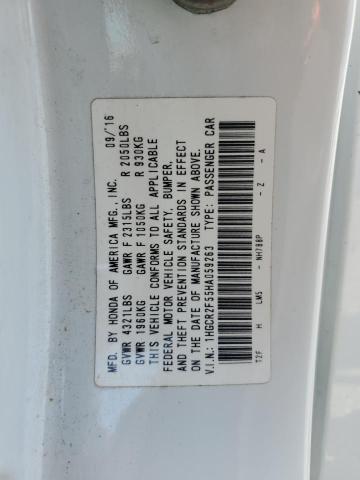 MFD. BY HONDA OF AMERICA MFG.,INC. 09/16
GVWR 4321LBS GAWR F 2315LBS R 2050LBS
GVWR 1960KG GAWR F 1050KG R 930KG
THIS VEHICLE CONFORMS TO ALL APPLICABLE
FEDERAL MOTOR VEHICLE SAFETY, BUMPER,
AND THEFT PREVENTION STANDARDS IN EFFECT
ON THE DATE OF MANUFACTURE SHOWN ABOVE.
V.I.N.: 1HGCR2F55HA059263 TYPE: PASSENGER CAR
T2F H LM5 - NH788P - Z - A